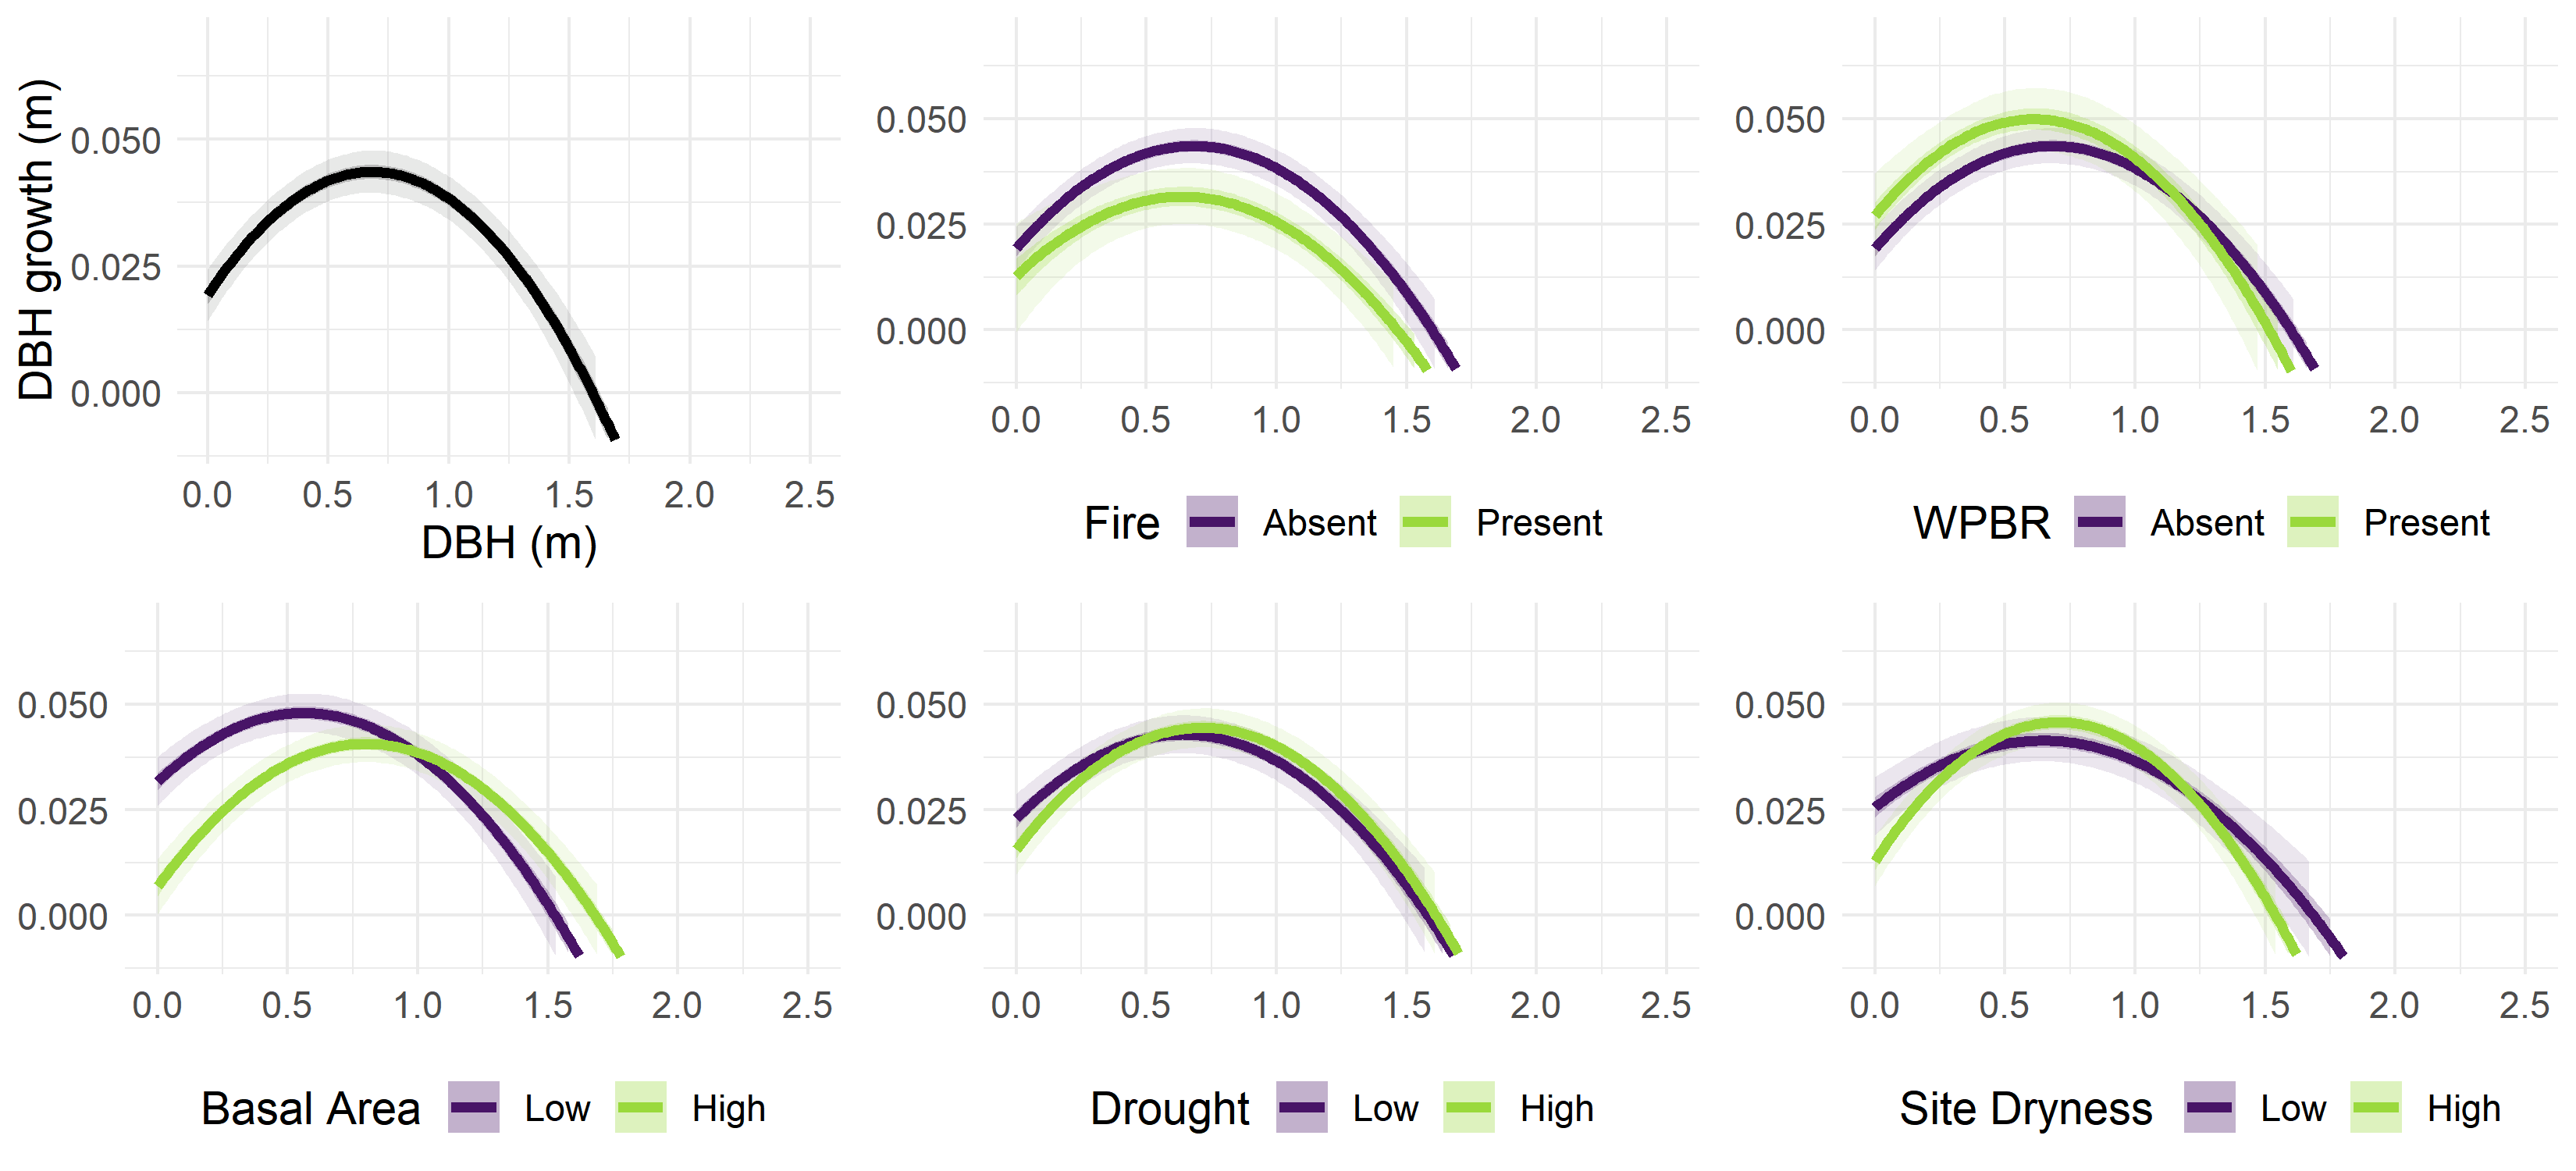 DBH growth (m)
0.050
0.025
0.000
0.0 0.5 1.0 1.5 2.0 2.5
DBH (m)
0.050
0.025
0.000
0.0 0.5 1.0 1.5 2.0 2.5
Fire Absent Present
0.050
0.025
0.000
0.0 0.5 1.0 1.5 2.0 2.5
WPBR Absent Present
0.050
0.025
0.000
0.0 0.5 1.0 1.5 2.0 2.5
Basal Area Low High
0.050
0.025
0.000
0.0 0.5 1.0 1.5 2.0 2.5
Drought Low High
0.050
0.025
0.000
0.0 0.5 1.0 1.5 2.0 2.5
Site Dryness Low High